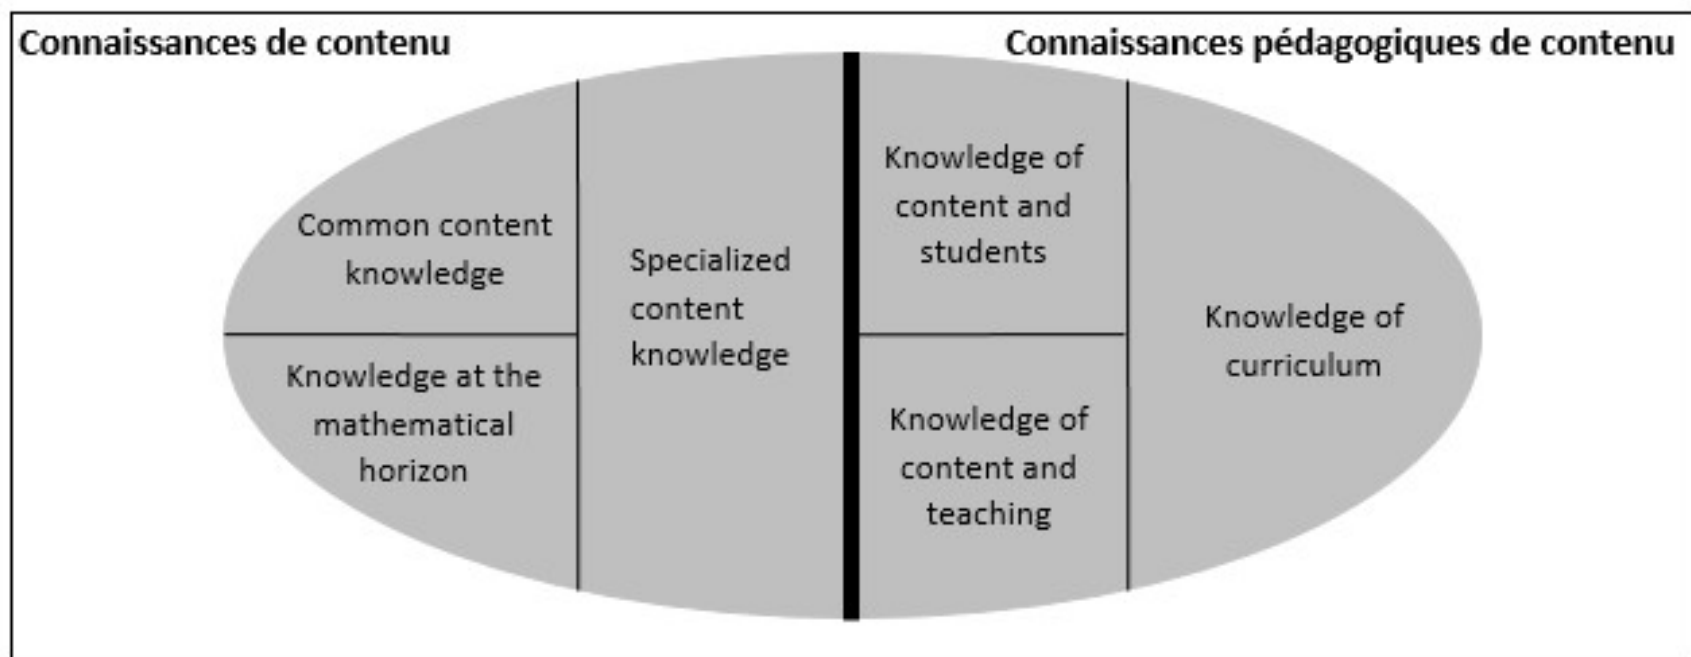 Connaissances de contenu
Connaissances pédagogiques de contenu
Common content
knowledge
Knowledge at the
mathematical
horizon
Specialized
content
knowledge
Knowledge of
content and
students
Knowledge of
content and
teaching
Knowledge of
curriculum